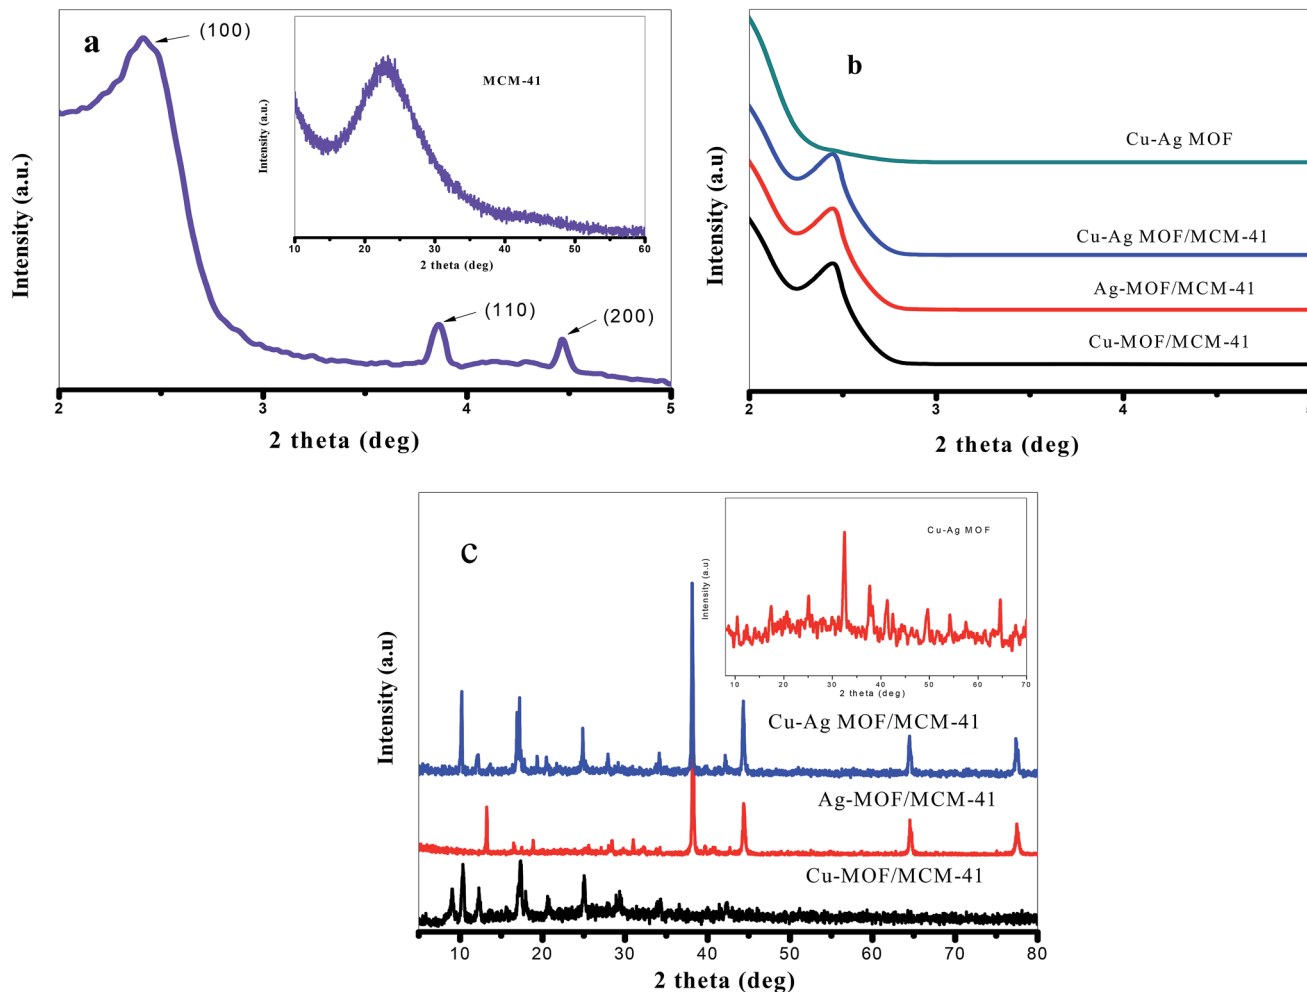 a
(100)
MCM-41
Intensity (a.u.)
10 20 30 40 50 60
2 theta (deg)
(110)
(200)
Intensity (a.u.)
2 3 4 5
2 theta (deg)
b
Cu-Ag MOF
Cu-Ag MOF/MCM-41
Ag-MOF/MCM-41
Cu-MOF/MCM-41
Intensity (a.u)
2 3 4
2 theta (deg)
c
Cu-Ag MOF
Intensity (a.u)
10 20 30 40 50 60 70
2 theta (deg)
Cu-Ag MOF/MCM-41
Ag-MOF/MCM-41
Cu-MOF/MCM-41
Intensity (a.u)
10 20 30 40 50 60 70 80
2 theta (deg)